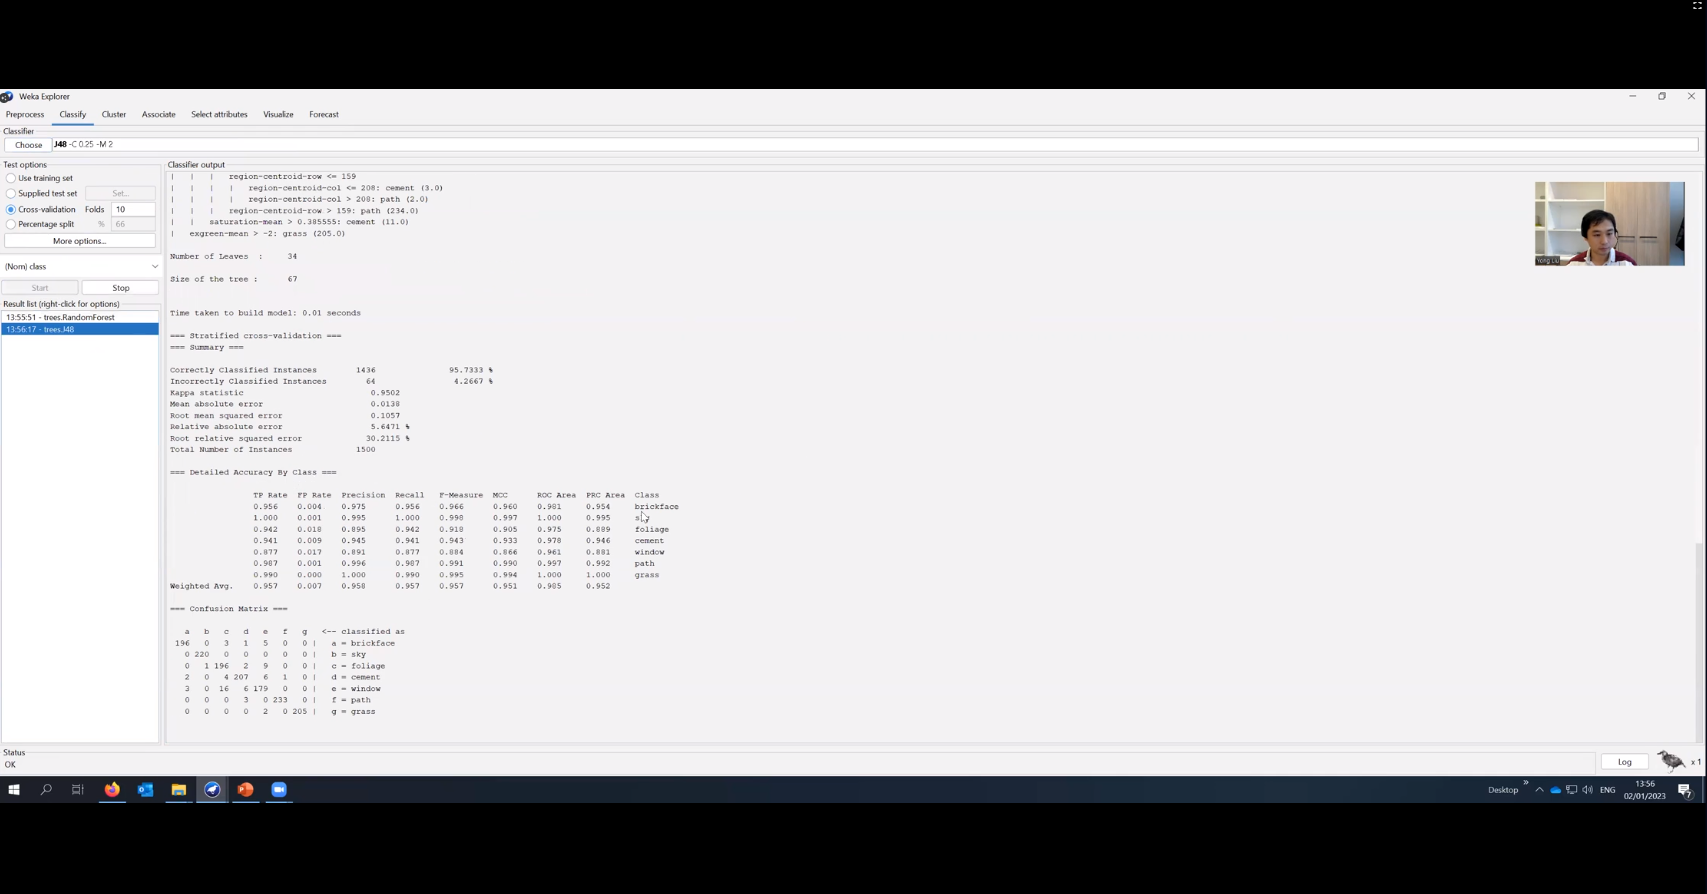 Weka Explorer
Preprocess Classify Cluster Associate Select attributes Visualize Forecast
Classifier
Choose J48 -C 0.25 -M 2
Test options
Use training set
Supplied test set Set...
Cross-validation Folds 10
Percentage split % 66
More options...
(Nom) class
Start Stop
Result list (right-click for options)
13:55:51 - trees.RandomForest
13:56:17 - trees.J48
Classifier output
| | | region-centroid-row <= 159
| | | | region-centroid-col <= 208: cement (3.0)
| | | | region-centroid-col > 208: path (2.0)
| | | region-centroid-row > 159: path (234.0)
| | saturation-mean > 0.385555: cement (11.0)
| exgreen-mean > -2: grass (205.0)
Number of Leaves : 34
Size of the tree : 67
Time taken to build model: 0.01 seconds
=== Stratified cross-validation ===
=== Summary ===
Correctly Classified Instances 1436 95.7333 %
Incorrectly Classified Instances 64 4.2667 %
Kappa statistic 0.9502
Mean absolute error 0.0138
Root mean squared error 0.1057
Relative absolute error 5.6471 %
Root relative squared error 30.2115 %
Total Number of Instances 1500
=== Detailed Accuracy By Class ===
TP Rate FP Rate Precision Recall F-Measure MCC ROC Area PRC Area Class
0.956 0.004 0.975 0.956 0.966 0.960 0.981 0.954 brickface
1.000 0.001 0.995 1.000 0.998 0.997 1.000 0.995 sky
0.942 0.018 0.895 0.942 0.918 0.905 0.975 0.889 foliage
0.941 0.009 0.945 0.941 0.943 0.933 0.978 0.946 cement
0.877 0.017 0.891 0.877 0.884 0.866 0.961 0.881 window
0.987 0.001 0.996 0.987 0.991 0.990 0.997 0.992 path
0.990 0.000 1.000 0.990 0.995 0.994 1.000 1.000 grass
Weighted Avg. 0.957 0.007 0.958 0.957 0.957 0.951 0.985 0.952
=== Confusion Matrix ===
a b c d e f g <-- classified as
196 0 3 1 5 0 0 | a = brickface
0 220 0 0 0 0 0 | b = sky
0 1 196 2 9 0 0 | c = foliage
2 0 4 207 6 1 0 | d = cement
3 0 16 6 179 0 0 | e = window
0 0 0 3 0 233 0 | f = path
0 0 0 0 2 0 205 | g = grass
Yong Liu
Status
OK
Log
x 1
Desktop
ENG
13:56
02/01/2023
7